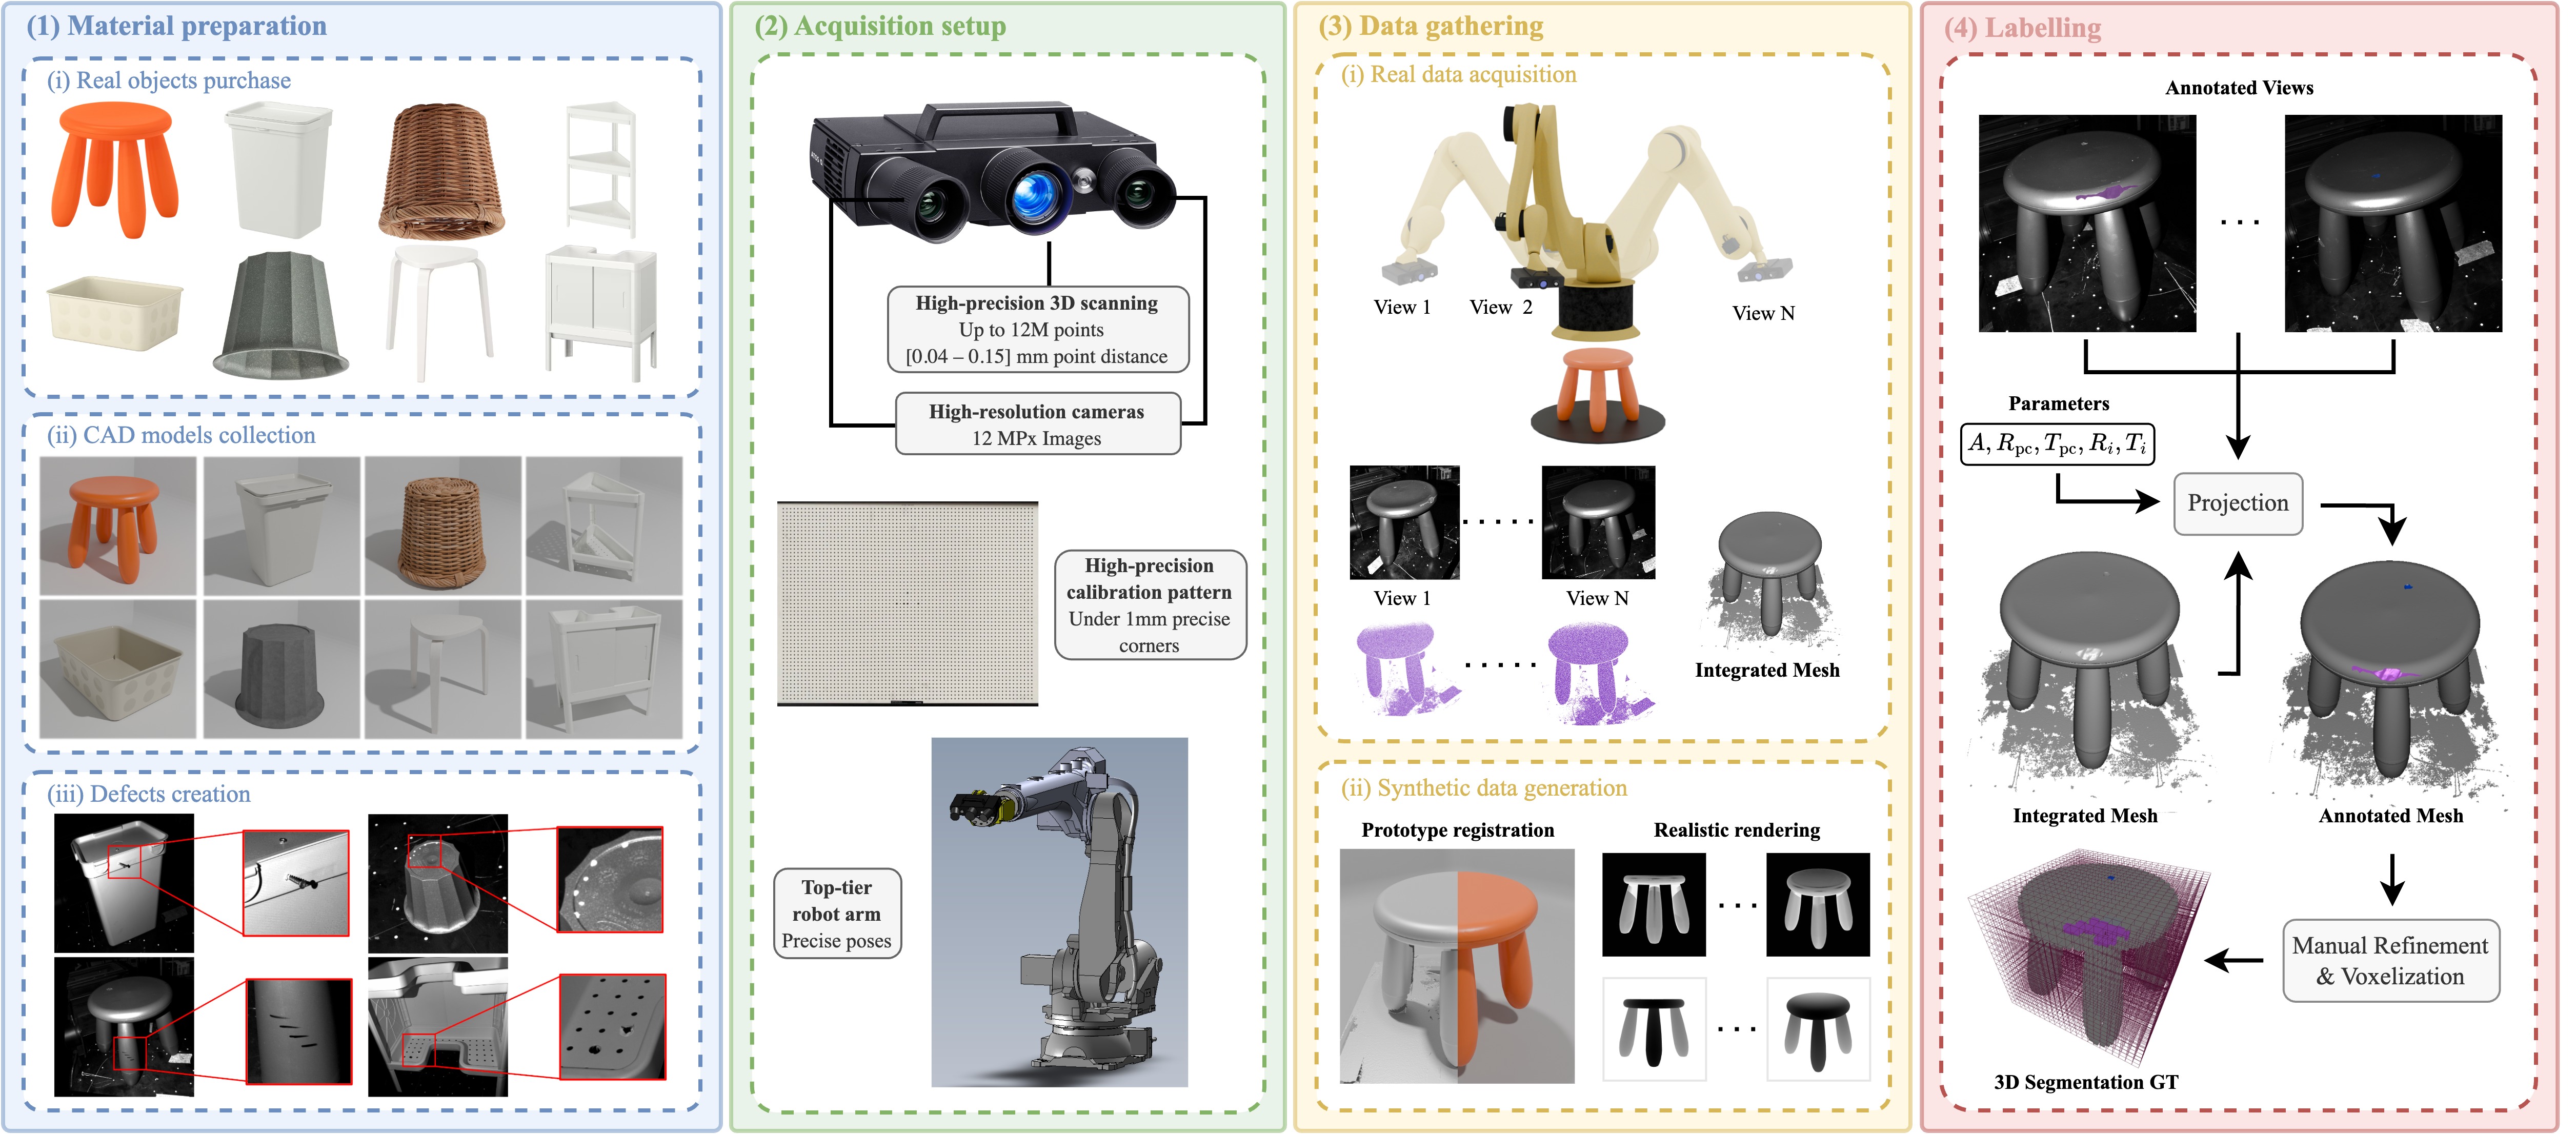 (1) Material preparation
(i) Real objects purchase
(ii) CAD models collection
(iii) Defects creation
(2) Acquisition setup
High-precision 3D scanning
Up to 12M points
[0.04 – 0.15] mm point distance
High-resolution cameras
12 MPx Images
High-precision
calibration pattern
Under 1mm precise
corners
Top-tier
robot arm
Precise poses
(3) Data gathering
(i) Real data acquisition
View 1
View 2
View N
View 1
View N
Integrated Mesh
(ii) Synthetic data generation
Prototype registration
Realistic rendering
(4) Labelling
Annotated Views
Parameters
A, R_pc, T_pc, R_i, T_i
Projection
Integrated Mesh
Annotated Mesh
Manual Refinement
& Voxelization
3D Segmentation GT